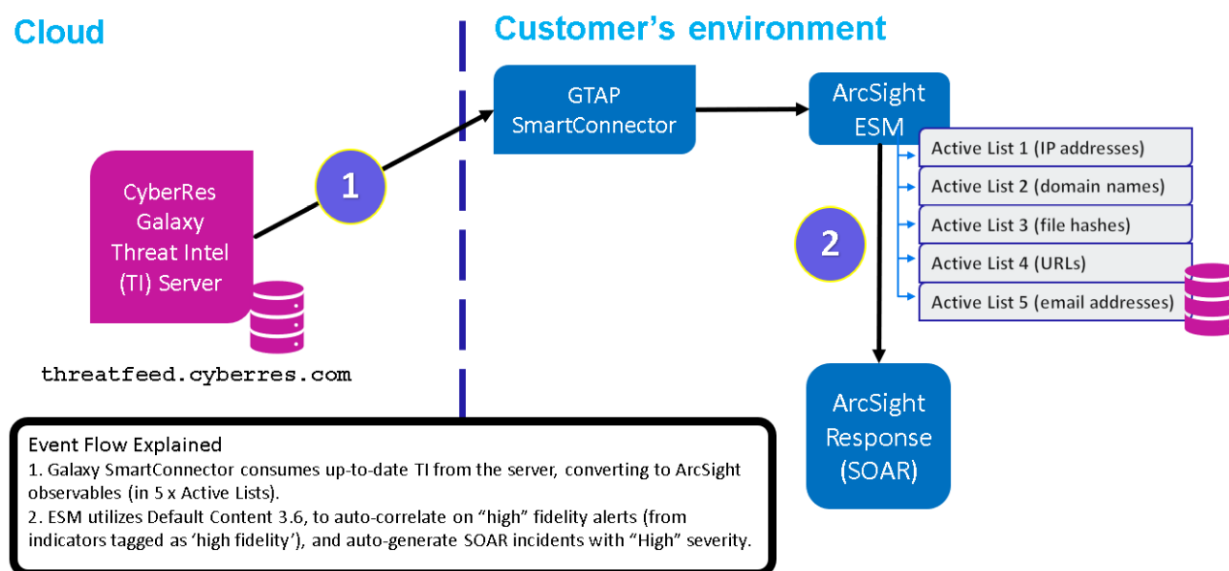 Cloud
Customer's environment
CyberRes
Galaxy
Threat Intel
(TI) Server
threatfeed.cyberres.com
1
GTAP
SmartConnector
ArcSight
ESM
Active List 1 (IP addresses)
Active List 2 (domain names)
Active List 3 (file hashes)
Active List 4 (URLs)
Active List 5 (email addresses)
2
ArcSight
Response
(SOAR)
Event Flow Explained
1. Galaxy SmartConnector consumes up-to-date TI from the server, converting to ArcSight
observables (in 5 x Active Lists).
2. ESM utilizes Default Content 3.6, to auto-correlate on “high” fidelity alerts (from
indicators tagged as ‘high fidelity’), and auto-generate SOAR incidents with “High” severity.